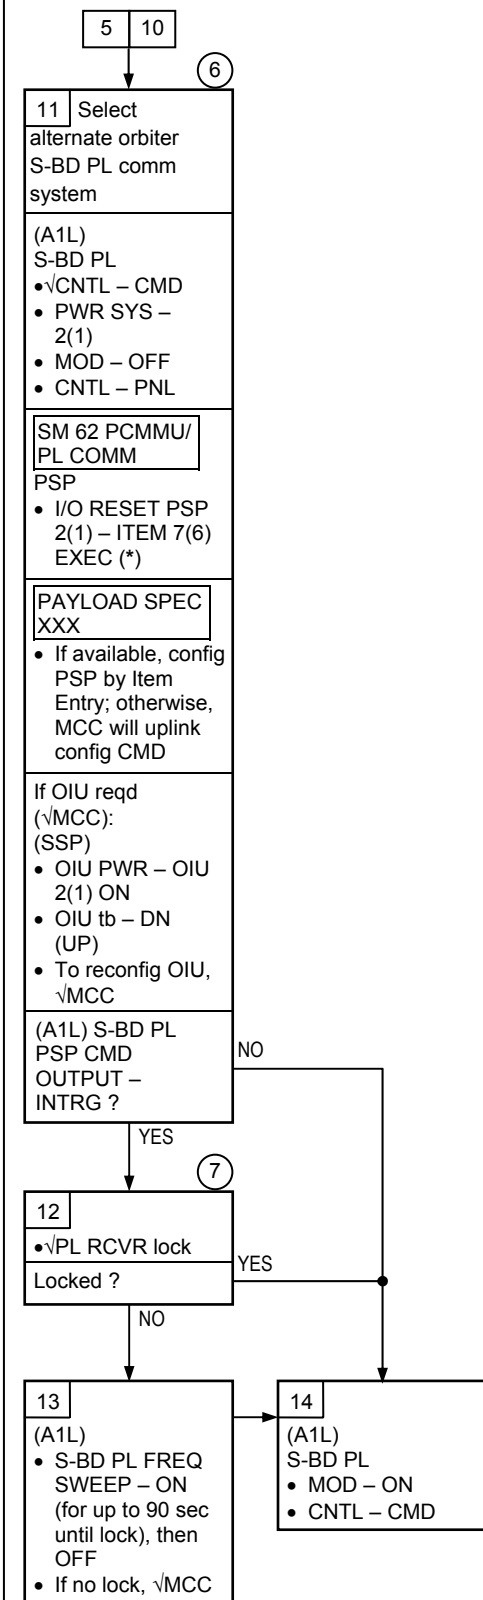 5 10
6
11 Select
alternate orbiter
S-BD PL comm
system
(A1L)
S-BD PL
•√CNTL – CMD
• PWR SYS –
2(1)
• MOD – OFF
• CNTL – PNL
SM 62 PCMMU/
PL COMM
PSP
• I/O RESET PSP
2(1) – ITEM 7(6)
EXEC (*)
PAYLOAD SPEC
XXX
• If available, config
PSP by Item
Entry; otherwise,
MCC will uplink
config CMD
If OIU reqd
(√MCC):
(SSP)
• OIU PWR – OIU
2(1) ON
• OIU tb – DN
(UP)
• To reconfig OIU,
√MCC
(A1L) S-BD PL
PSP CMD
OUTPUT –
INTRG ?
NO
YES
7
12
•√PL RCVR lock
Locked ?
YES
NO
13
(A1L)
• S-BD PL FREQ
SWEEP – ON
(for up to 90 sec
until lock), then
OFF
• If no lock, √MCC
14
(A1L)
S-BD PL
• MOD – ON
• CNTL – CMD